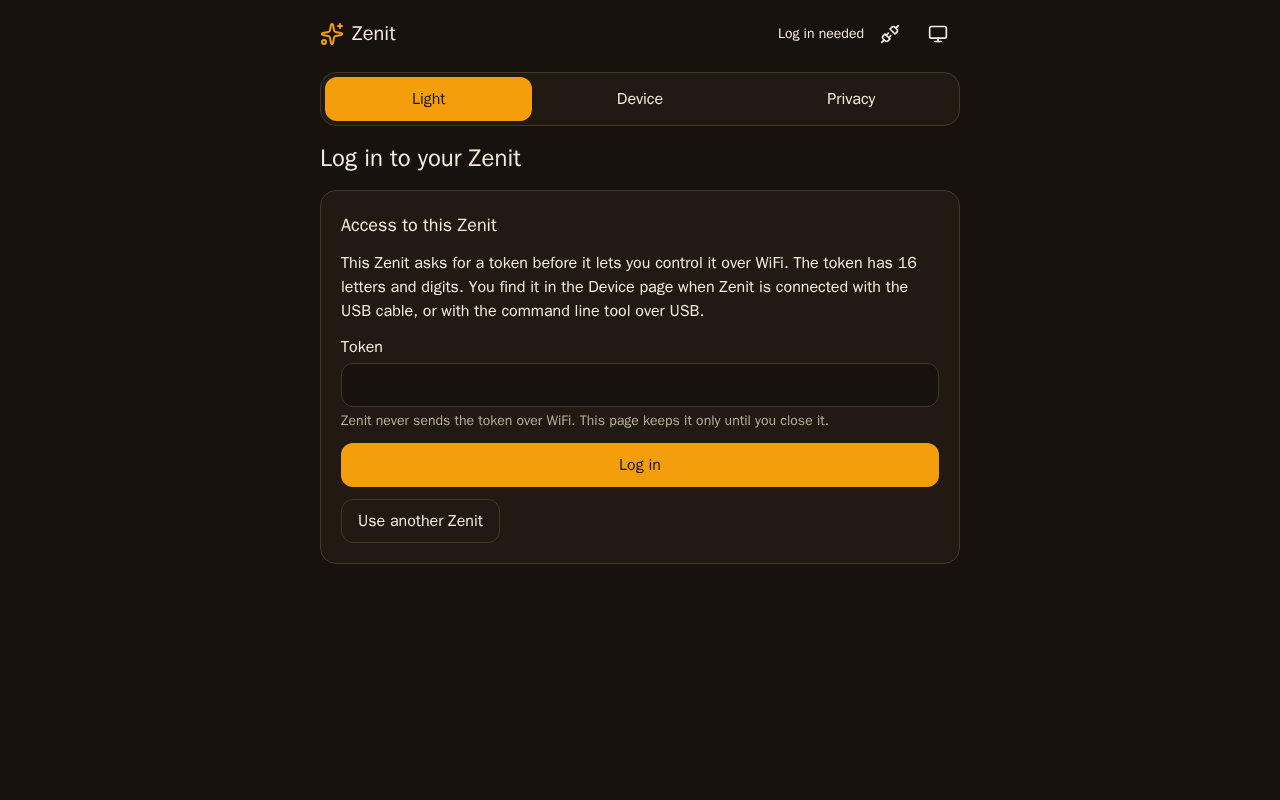 Zenit
Log in needed
Light
Device
Privacy
Log in to your Zenit
Access to this Zenit
This Zenit asks for a token before it lets you control it over WiFi. The token has 16
letters and digits. You find it in the Device page when Zenit is connected with the
USB cable, or with the command line tool over USB.
Token
Zenit never sends the token over WiFi. This page keeps it only until you close it.
Log in
Use another Zenit